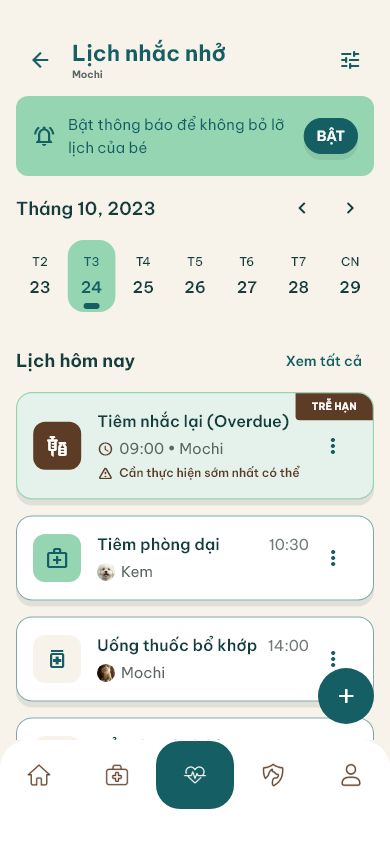 Lịch nhắc nhở
Mochi
Bật thông báo để không bỏ lỡ
lịch của bé
BẬT
Tháng 10, 2023
T2 T3 T4 T5 T6 T7 CN
23 24 25 26 27 28 29
Lịch hôm nay
Xem tất cả
TRỄ HẠN
Tiêm nhắc lại (Overdue)
09:00 • Mochi
Cần thực hiện sớm nhất có thể
Tiêm phòng dại 10:30
Kem
Uống thuốc bổ khớp 14:00
Mochi